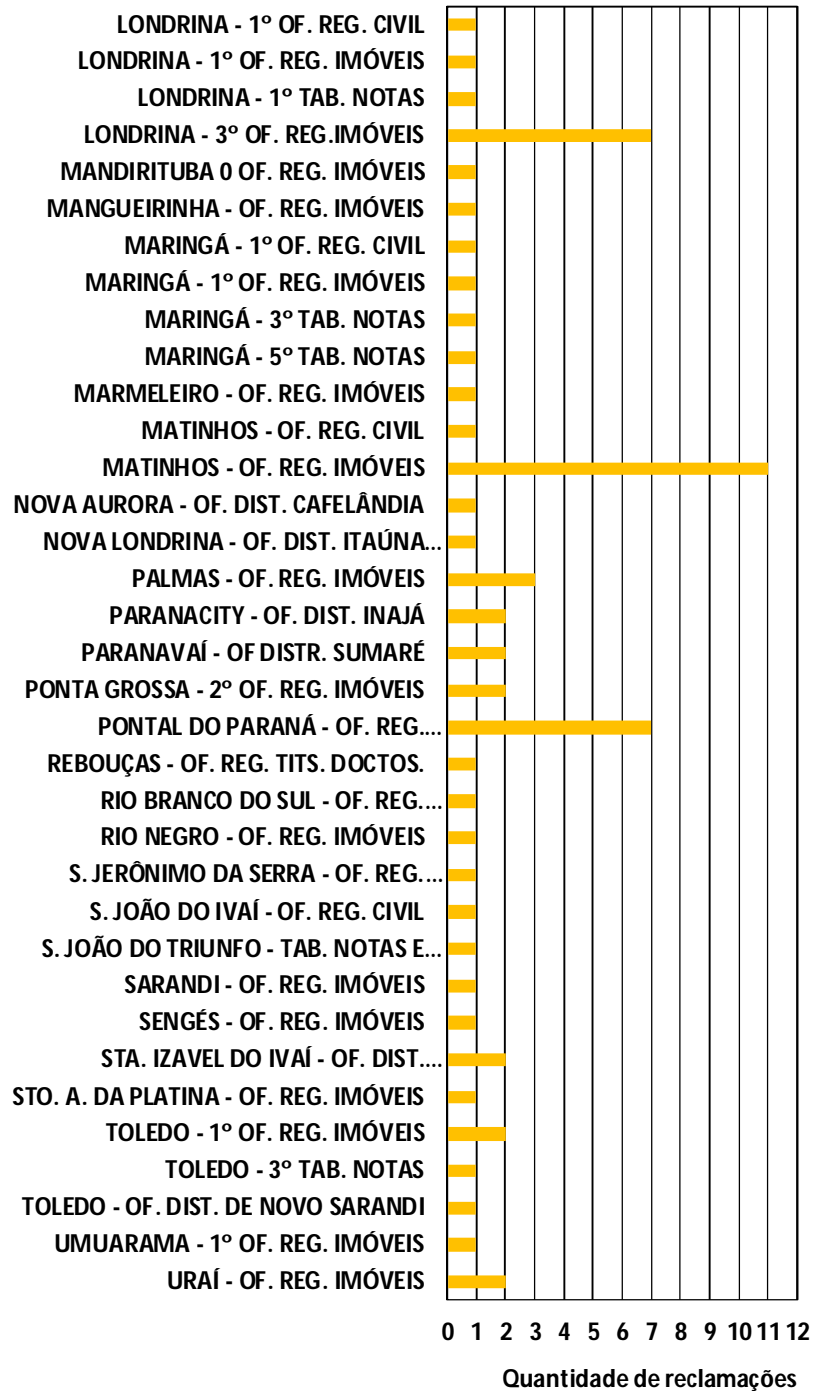 LONDRINA - 1º OF. REG. CIVIL
LONDRINA - 1º OF. REG. IMÓVEIS
LONDRINA - 1º TAB. NOTAS
LONDRINA - 3º OF. REG.IMÓVEIS
MANDIRITUBA 0 OF. REG. IMÓVEIS
MANGUEIRINHA - OF. REG. IMÓVEIS
MARINGÁ - 1º OF. REG. CIVIL
MARINGÁ - 1º OF. REG. IMÓVEIS
MARINGÁ - 3º TAB. NOTAS
MARINGÁ - 5º TAB. NOTAS
MARMELEIRO - OF. REG. IMÓVEIS
MATINHOS - OF. REG. CIVIL
MATINHOS - OF. REG. IMÓVEIS
NOVA AURORA - OF. DIST. CAFELÂNDIA
NOVA LONDRINA - OF. DIST. ITAÚNA...
PALMAS - OF. REG. IMÓVEIS
PARANACITY - OF. DIST. INAJÁ
PARANAVAÍ - OF DISTR. SUMARÉ
PONTA GROSSA - 2º OF. REG. IMÓVEIS
PONTAL DO PARANÁ - OF. REG....
REBOUÇAS - OF. REG. TITS. DOCTOS.
RIO BRANCO DO SUL - OF. REG....
RIO NEGRO - OF. REG. IMÓVEIS
S. JERÔNIMO DA SERRA - OF. REG....
S. JOÃO DO IVAÍ - OF. REG. CIVIL
S. JOÃO DO TRIUNFO - TAB. NOTAS E...
SARANDI - OF. REG. IMÓVEIS
SENGÉS - OF. REG. IMÓVEIS
STA. IZAVEL DO IVAÍ - OF. DIST....
STO. A. DA PLATINA - OF. REG. IMÓVEIS
TOLEDO - 1º OF. REG. IMÓVEIS
TOLEDO - 3º TAB. NOTAS
TOLEDO - OF. DIST. DE NOVO SARANDI
UMUARAMA - 1º OF. REG. IMÓVEIS
URAÍ - OF. REG. IMÓVEIS
0 1 2 3 4 5 6 7 8 9 10 11 12
Quantidade de reclamações